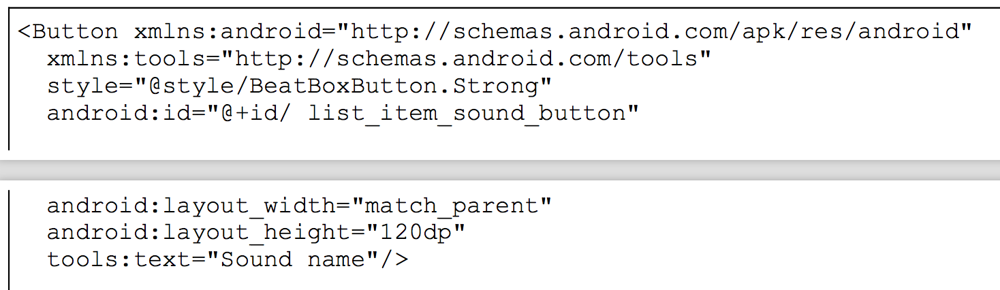 <Button xmlns:android="http://schemas.android.com/apk/res/android"
xmlns:tools="http://schemas.android.com/tools"
style="@style/BeatBoxButton.Strong"
android:id="@+id/ list_item_sound_button"
android:layout_width="match_parent"
android:layout_height="120dp"
tools:text="Sound name"/>